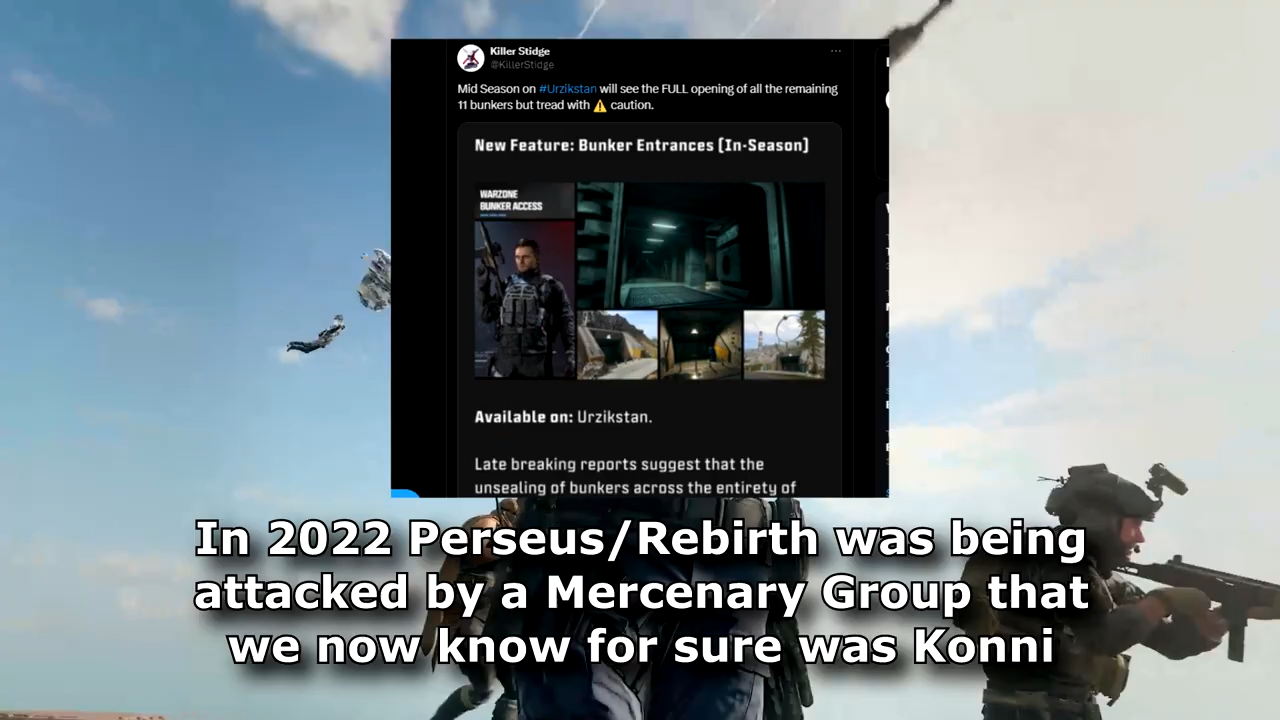 Killer Stidge
@KillerStidge
Mid Season on #Urzikstan will see the FULL opening of all the remaining
11 bunkers but tread with ⚠ caution.
New Feature: Bunker Entrances [In-Season]
WARZONE
BUNKER ACCESS
Available on: Urzikstan.
Late breaking reports suggest that the
unsealing of bunkers across the entirety of
In 2022 Perseus/Rebirth was being
attacked by a Mercenary Group that
we now know for sure was Konni